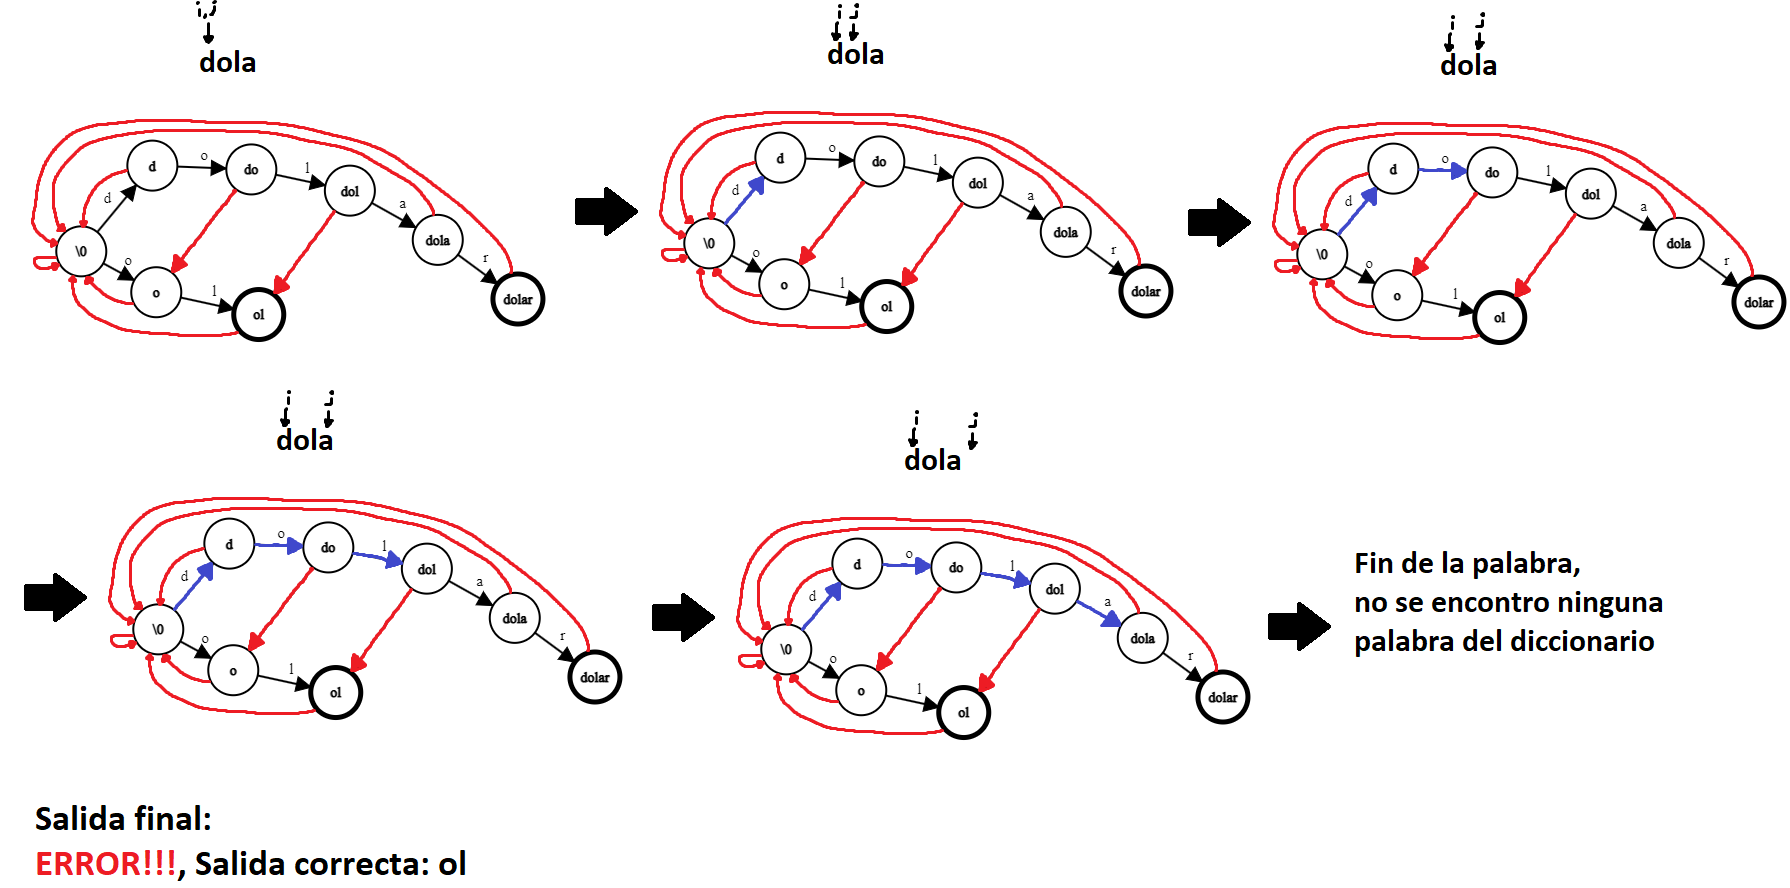 i,j
dola
d
o
do
l
dol
d
a
\0
dola
o
r
o
l
ol
dolar
i j
dola
d
o
do
l
dol
d
a
\0
dola
o
r
o
l
ol
dolar
i j
dola
d
o
do
l
dol
d
a
\0
dola
o
r
o
l
ol
dolar
i j
dola
d
o
do
l
dol
d
a
\0
dola
o
r
o
l
ol
dolar
i j
dola
d
o
do
l
dol
d
a
\0
dola
o
r
o
l
ol
dolar
Fin de la palabra,
no se encontro ninguna
palabra del diccionario
Salida final:
ERROR!!!, Salida correcta: ol